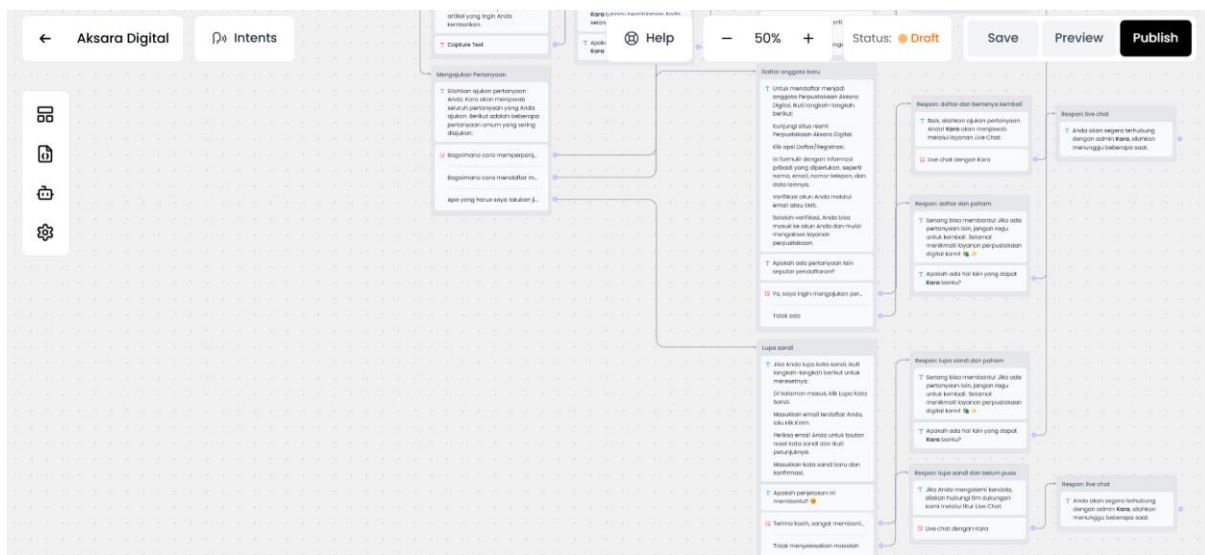 artikel yang ingin Anda
kembalikan.
Capture Text
Aksara Digital
Intents
Help
50%
Status: Draft
Save
Preview
Publish
Mengajukan Pertanyaan
Silahkan ajukan pertanyaan
Anda. Kara akan menjawab
seluruh pertanyaan yang Anda
ajukan. Berikut adalah beberapa
pertanyaan umum yang sering
diajukan:
Bagaimana cara memperpanj...
Bagaimana cara mendaftar m...
Apa yang harus saya lakukan ji...
Daftar anggota baru
Untuk mendaftar menjadi
anggota Perpustakaan Aksara
Digital, ikuti langkah-langkah
berikut:
Kunjungi situs resmi
Perpustakaan Aksara Digital.
Klik opsi Daftar/Registrasi.
Isi formulir dengan informasi
pribadi yang diperlukan, seperti
nama, email, nomor telepon, dan
data lainnya.
Verifikasi akun Anda melalui
email atau SMS.
Setelah verifikasi, Anda bisa
masuk ke akun Anda dan mulai
mengakses layanan
perpustakaan.
Apakah ada pertanyaan lain
seputar pendaftaran?
Ya, saya ingin mengajukan per...
Tidak ada
Respon: daftar dan bertanya kembali
Baik, silahkan ajukan pertanyaan
Anda! Kara akan menjawab
melalui layanan Live Chat.
Live chat dengan Kara
Respon: live chat
Anda akan segera terhubung
dengan admin Kara, silahkan
menunggu beberapa saat.
Respon: daftar dan paham
Senang bisa membantu! Jika ada
pertanyaan lain, jangan ragu
untuk kembali. Selamat
menikmati layanan perpustakaan
digital kami! 📚 ✨
Apakah ada hal lain yang dapat
Kara bantu?
Lupa sandi
Jika Anda lupa kata sandi, ikuti
langkah-langkah berikut untuk
meresetnya:
Di halaman masuk, klik Lupa Kata
Sandi.
Masukkan email terdaftar Anda,
lalu klik Kirim.
Periksa email Anda untuk tautan
reset kata sandi dan ikuti
petunjuknya.
Masukkan kata sandi baru dan
konfirmasi.
Apakah penjelasan ini
membantu? 😊
Terima kasih, sangat membant...
Tidak menyelesaikan masalah
Respon: lupa sandi dan paham
Senang bisa membantu! Jika ada
pertanyaan lain, jangan ragu
untuk kembali. Selamat
menikmati layanan perpustakaan
digital kami! 📚 ✨
Apakah ada hal lain yang dapat
Kara bantu?
Respon: lupa sandi dan belum puas
Jika Anda mengalami kendala,
silakan hubungi tim dukungan
kami melalui fitur Live Chat.
Live chat dengan Kara
Respon: live chat
Anda akan segera terhubung
dengan admin Kara, silahkan
menunggu beberapa saat.